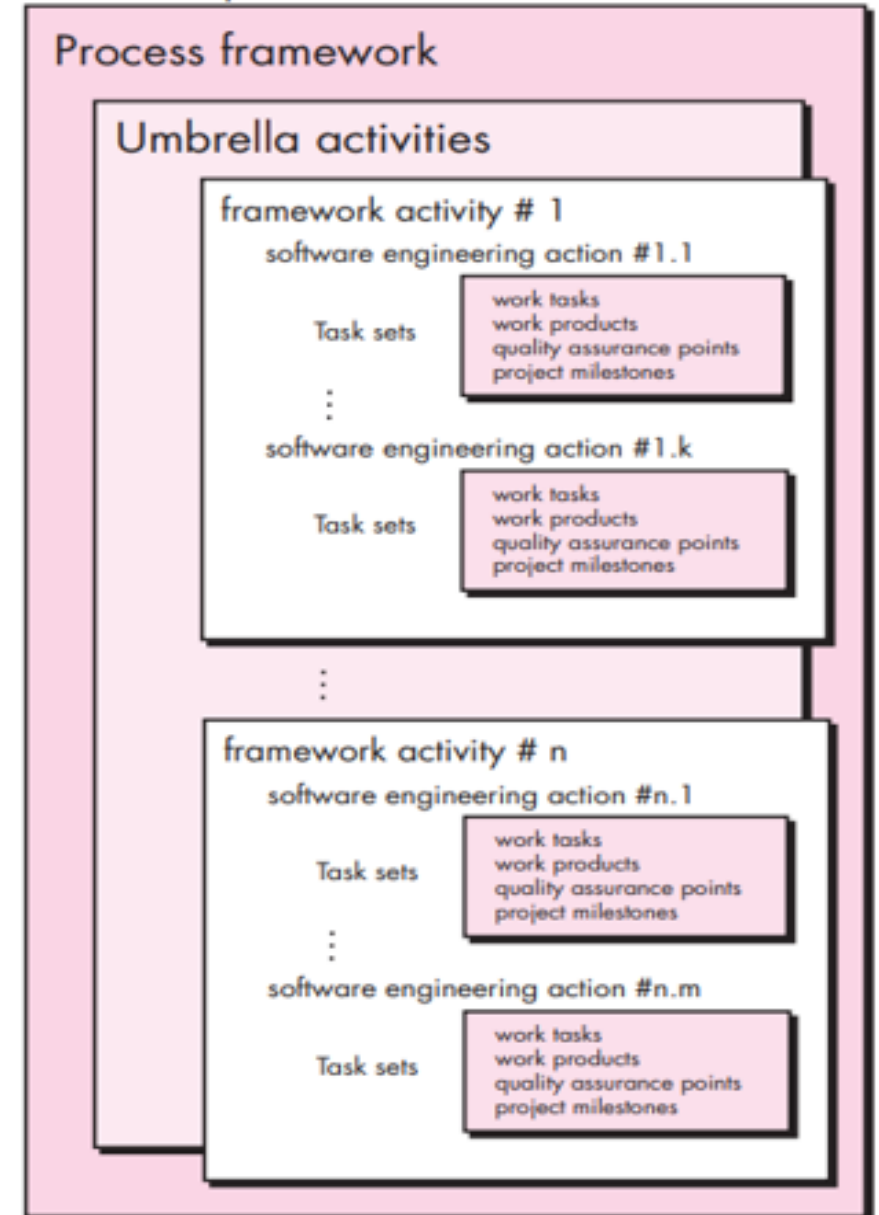 Process framework
Umbrella activities
framework activity # 1
software engineering action #1.1
Task sets
work tasks
work products
quality assurance points
project milestones
⋮
software engineering action #1.k
Task sets
work tasks
work products
quality assurance points
project milestones
⋮
framework activity # n
software engineering action #n.1
Task sets
work tasks
work products
quality assurance points
project milestones
⋮
software engineering action #n.m
Task sets
work tasks
work products
quality assurance points
project milestones